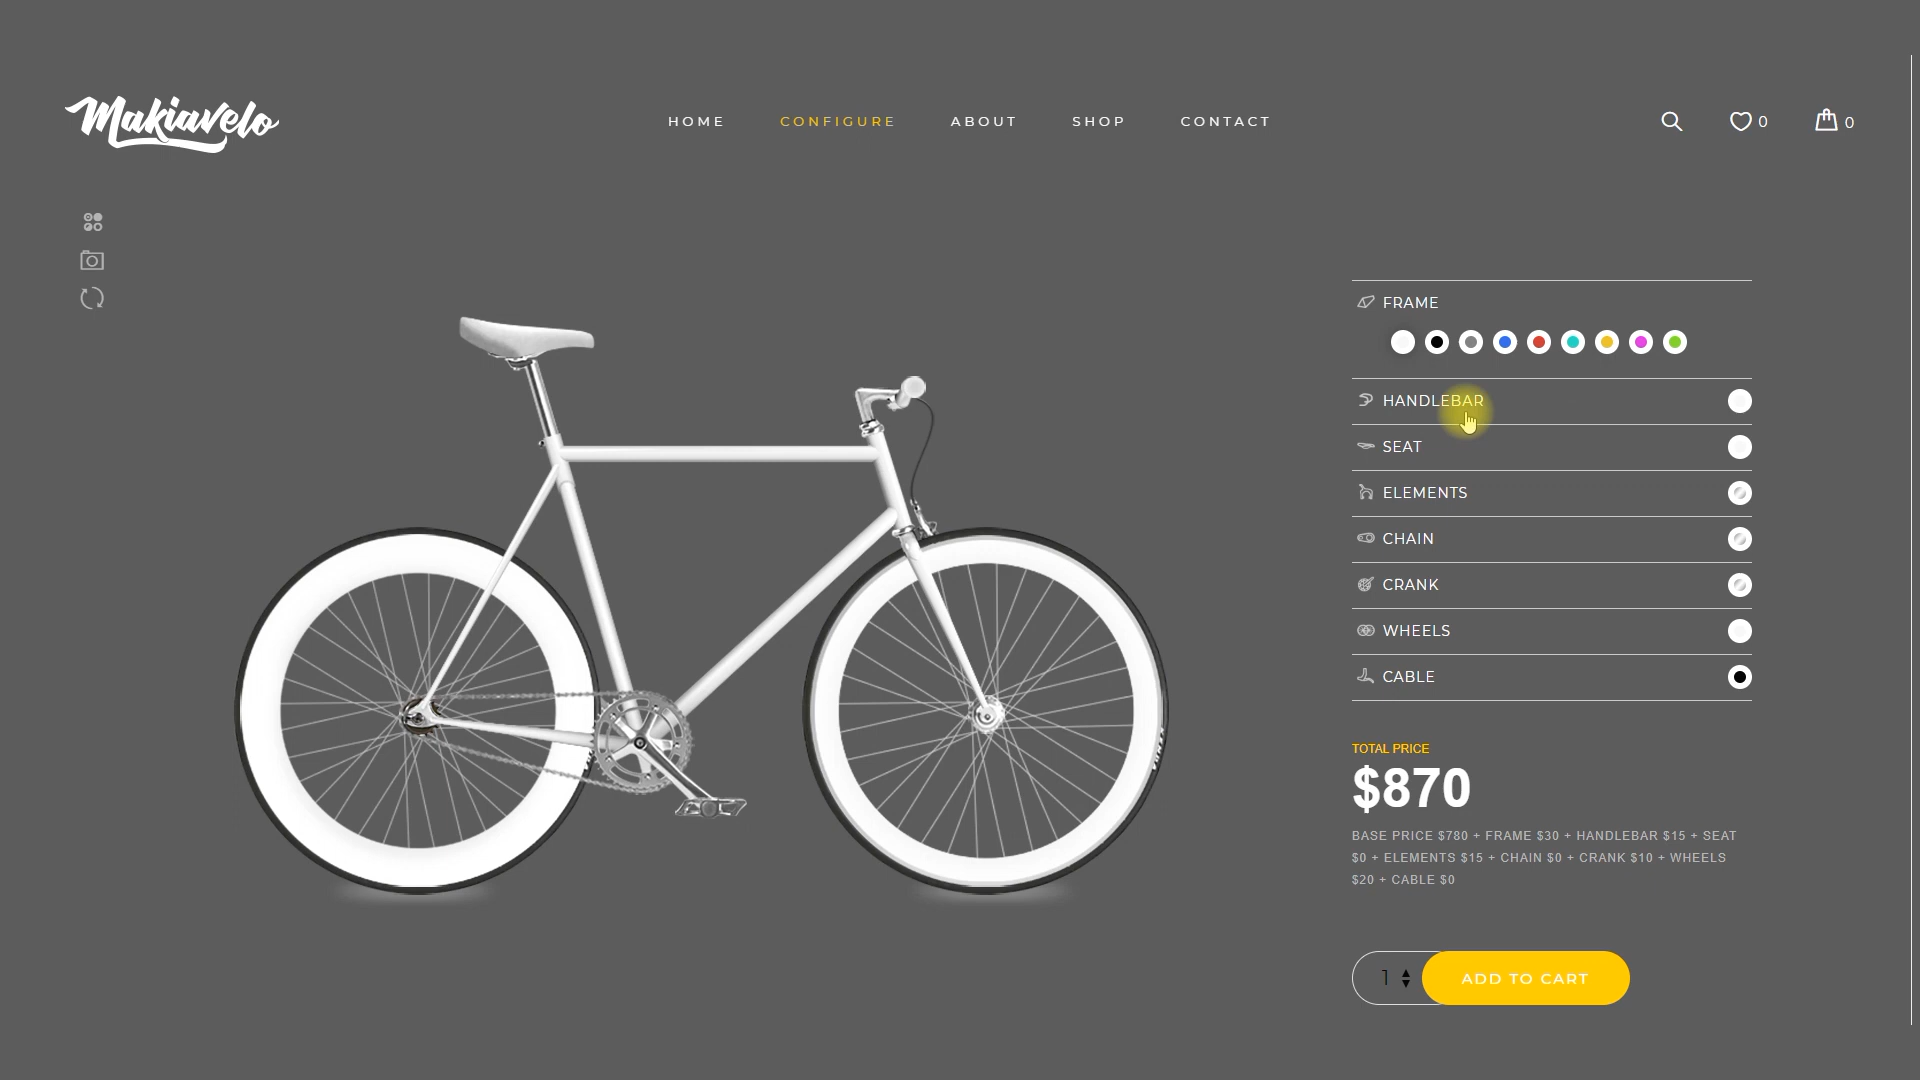 Makiavelo
HOME CONFIGURE ABOUT SHOP CONTACT
0 0
FRAME
HANDLEBAR
SEAT
ELEMENTS
CHAIN
CRANK
WHEELS
CABLE
TOTAL PRICE
$870
BASE PRICE $780 + FRAME $30 + HANDLEBAR $15 + SEAT
$0 + ELEMENTS $15 + CHAIN $0 + CRANK $10 + WHEELS
$20 + CABLE $0
1 ADD TO CART